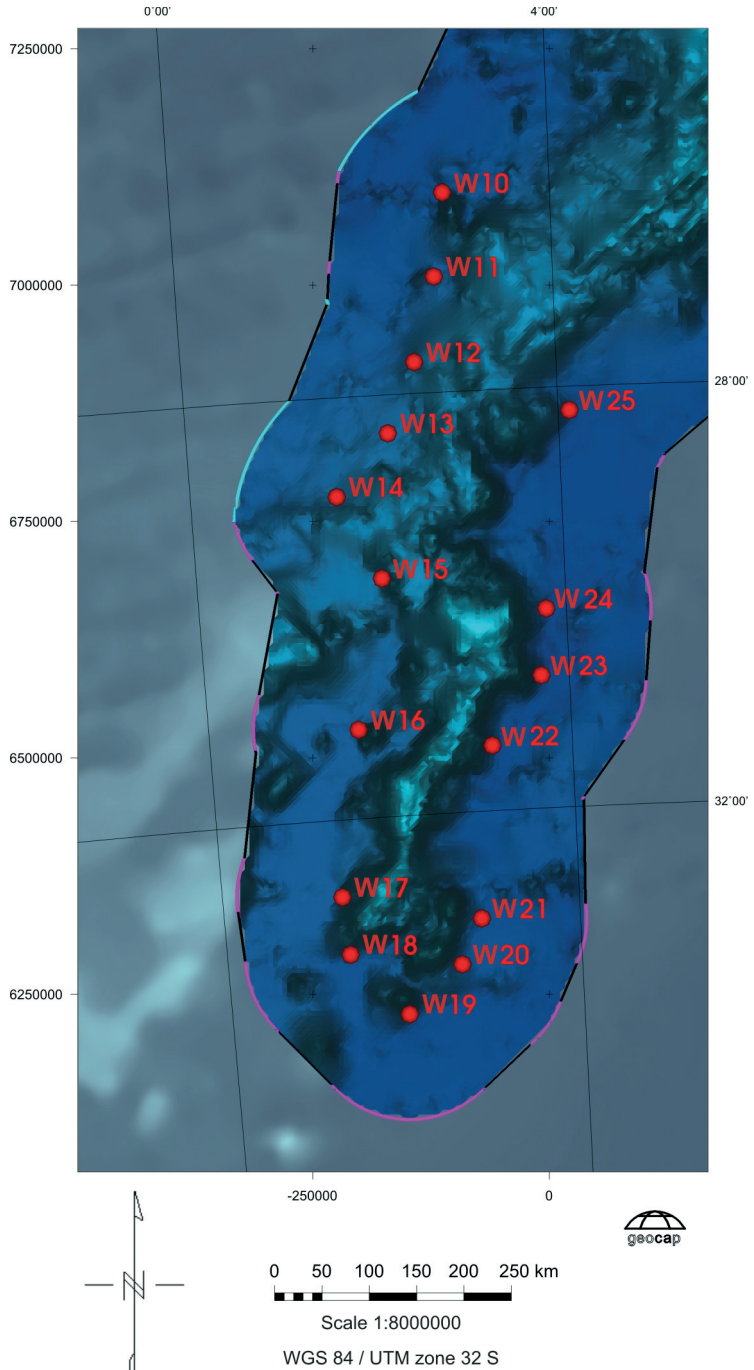 0°00'
4°00'
7250000
W10
W11
7000000
W12
28°00'
W25
W13
W14
6750000
W15
W24
W23
W16
W22
6500000
32°00'
W17
W21
W18
W20
6250000
W19
-250000
0
N
geocap
0 50 100 150 200 250 km
Scale 1:8000000
WGS 84 / UTM zone 32 S